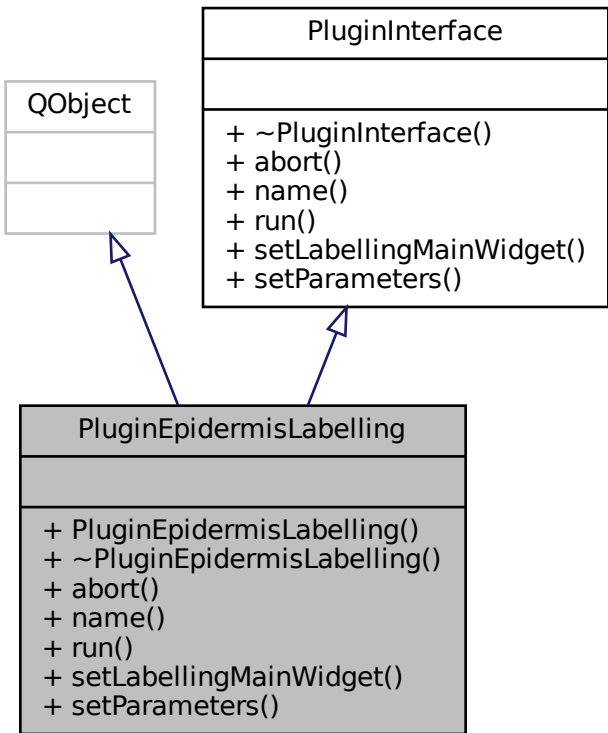 PluginInterface
+ ~PluginInterface()
+ abort()
+ name()
+ run()
+ setLabellingMainWidget()
+ setParameters()
QObject
PluginEpidermisLabelling
+ PluginEpidermisLabelling()
+ ~PluginEpidermisLabelling()
+ abort()
+ name()
+ run()
+ setLabellingMainWidget()
+ setParameters()